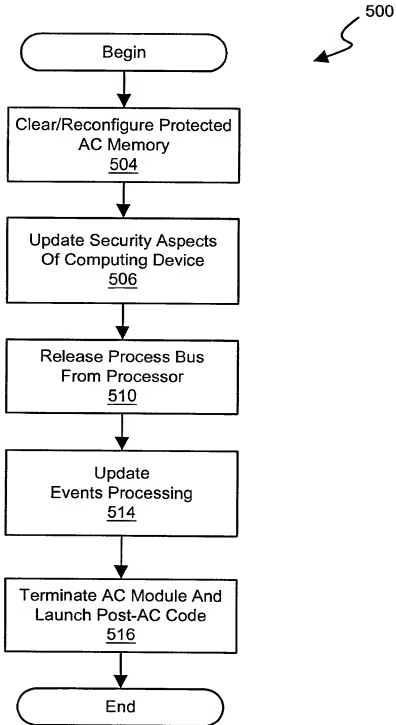 500
Begin
Clear/Reconfigure Protected
AC Memory
504
Update Security Aspects
Of Computing Device
506
Release Process Bus
From Processor
510
Update
Events Processing
514
Terminate AC Module And
Launch Post-AC Code
516
End